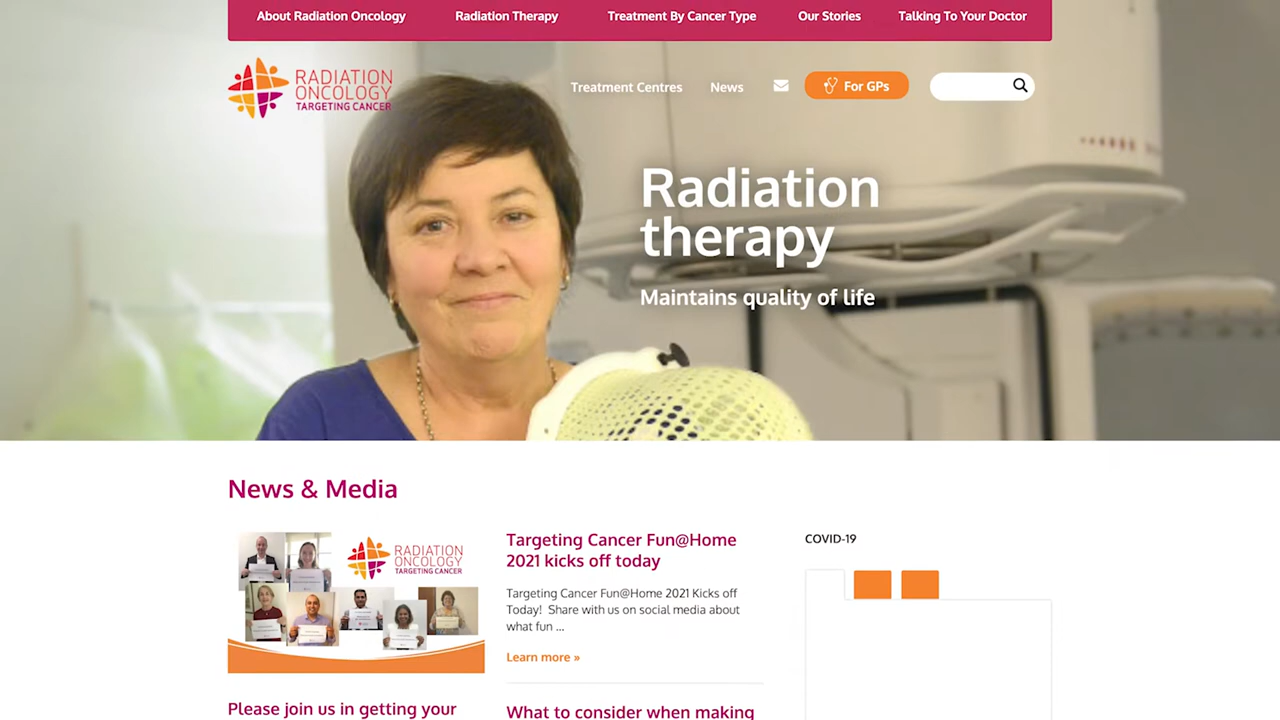 About Radiation Oncology
Radiation Therapy
Treatment By Cancer Type
Our Stories
Talking To Your Doctor
RADIATION
ONCOLOGY
TARGETING CANCER
Treatment Centres
News
For GPs
Radiation
therapy
Maintains quality of life
News & Media
RADIATION
ONCOLOGY
TARGETING CANCER
Targeting Cancer Fun@Home
2021 kicks off today
Targeting Cancer Fun@Home 2021 Kicks off
Today! Share with us on social media about
what fun ...
Learn more »
COVID-19
Please join us in getting your
What to consider when making